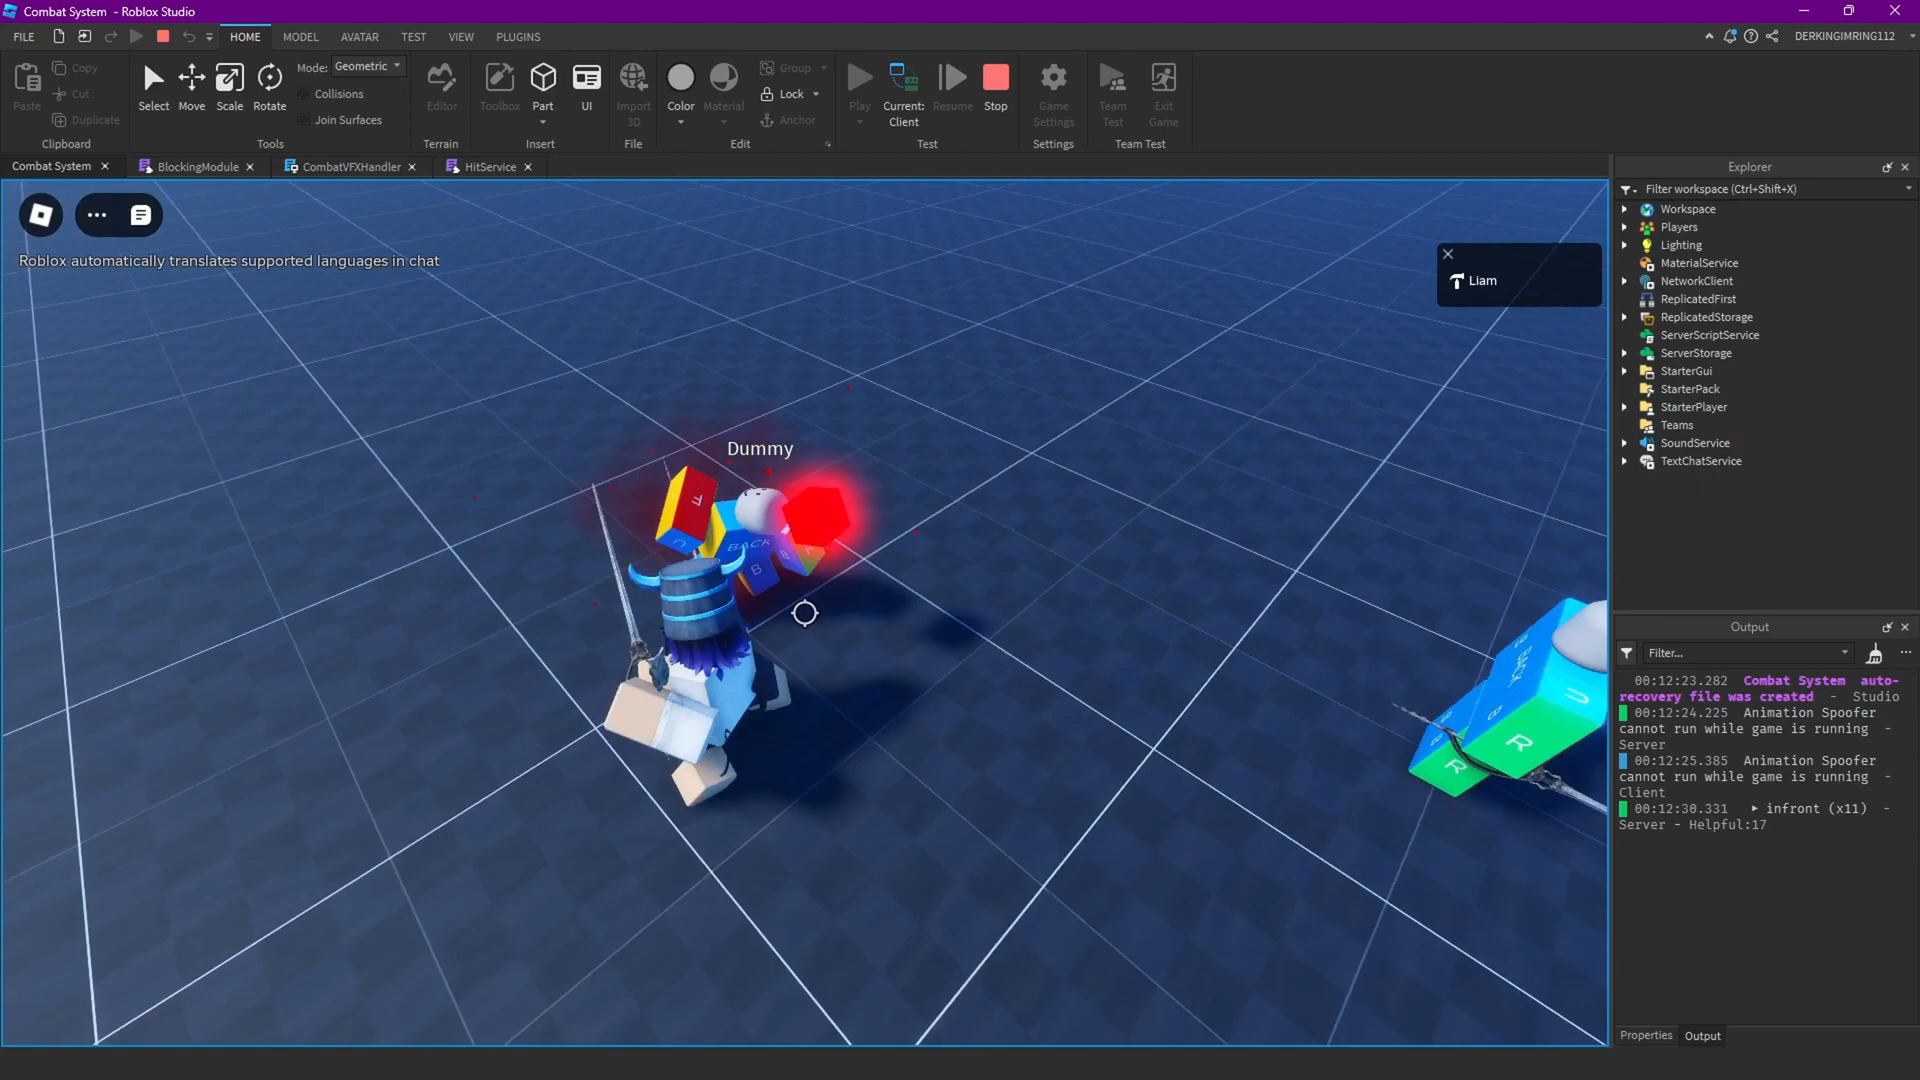 Combat System - Roblox Studio
FILE HOME MODEL AVATAR TEST VIEW PLUGINS DERKINGIMRING112
Paste Copy Cut Duplicate Clipboard
Select Move Scale Rotate Mode: Geometric Collisions Join Surfaces Tools
Editor Terrain
Toolbox Part UI Insert
Import 3D File
Color Material Group Lock Anchor Edit
Play Current: Client Resume Stop Test
Game Settings Settings
Team Test Exit Game Team Test
Combat System BlockingModule CombatVFXHandler HitService
Roblox automatically translates supported languages in chat
Liam
Dummy
F
U
BACK
B
BACK
U
B
B
R
R
Explorer
Filter workspace (Ctrl+Shift+X)
Workspace
Players
Lighting
MaterialService
NetworkClient
ReplicatedFirst
ReplicatedStorage
ServerScriptService
ServerStorage
StarterGui
StarterPack
StarterPlayer
Teams
SoundService
TextChatService
Output
Filter...
00:12:23.282 Combat System auto-
recovery file was created - Studio
00:12:24.225 Animation Spoofer
cannot run while game is running -
Server
00:12:25.385 Animation Spoofer
cannot run while game is running -
Client
00:12:30.331 ▸ infront (x11) -
Server - Helpful:17
Properties Output